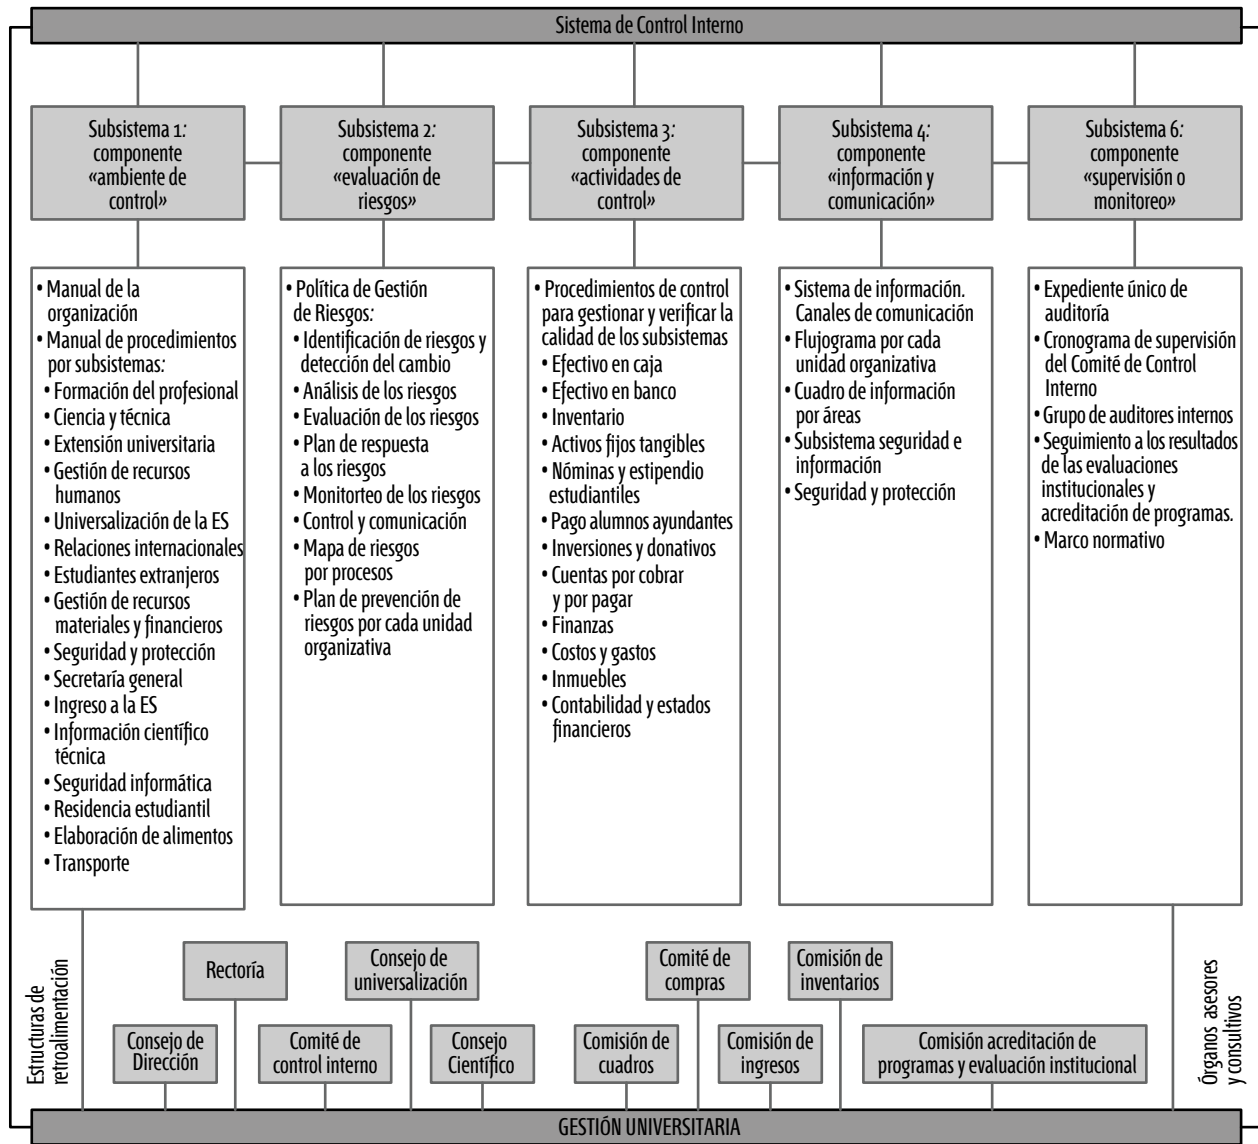 Sistema de Control Interno
Subsistema 1:
componente
«ambiente de
control»
Subsistema 2:
componente
«evaluación de
riesgos»
Subsistema 3:
componente
«actividades de
control»
Subsistema 4:
componente
«información y
comunicación»
Subsistema 6:
componente
«supervisión o
monitoreo»
• Manual de la
organización
• Manual de procedimientos
por subsistemas:
• Formación del profesional
• Ciencia y técnica
• Extensión universitaria
• Gestión de recursos
humanos
• Universalización de la ES
• Relaciones internacionales
• Estudiantes extranjeros
• Gestión de recursos
materiales y financieros
• Seguridad y protección
• Secretaría general
• Ingreso a la ES
• Información científico
técnica
• Seguridad informática
• Residencia estudiantil
• Elaboración de alimentos
• Transporte
• Política de Gestión
de Riesgos:
• Identificación de riesgos y
detección del cambio
• Análisis de los riesgos
• Evaluación de los riesgos
• Plan de respuesta
a los riesgos
• Monitorteo de los riesgos
• Control y comunicación
• Mapa de riesgos
por procesos
• Plan de prevención de
riesgos por cada unidad
organizativa
• Procedimientos de control
para gestionar y verificar la
calidad de los subsistemas
• Efectivo en caja
• Efectivo en banco
• Inventario
• Activos fijos tangibles
• Nóminas y estipendio
estudiantiles
• Pago alumnos ayundantes
• Inversiones y donativos
• Cuentas por cobrar
y por pagar
• Finanzas
• Costos y gastos
• Inmuebles
• Contabilidad y estados
financieros
• Sistema de información.
Canales de comunicación
• Flujograma por cada
unidad organizativa
• Cuadro de información
por áreas
• Subsistema seguridad e
información
• Seguridad y protección
• Expediente único de
auditoría
• Cronograma de supervisión
del Comité de Control
Interno
• Grupo de auditores internos
• Seguimiento a los resultados
de las evaluaciones
institucionales y
acreditación de programas.
• Marco normativo
Estructuras de
retroalimentación
Rectoría
Consejo de
universalización
Comité de
compras
Comisión de
inventarios
Consejo de
Dirección
Comité de
control interno
Consejo
Científico
Comisión de
cuadros
Comisión de
ingresos
Comisión acreditación de
programas y evaluación institucional
Órganos asesores
y consultivos
GESTIÓN UNIVERSITARIA